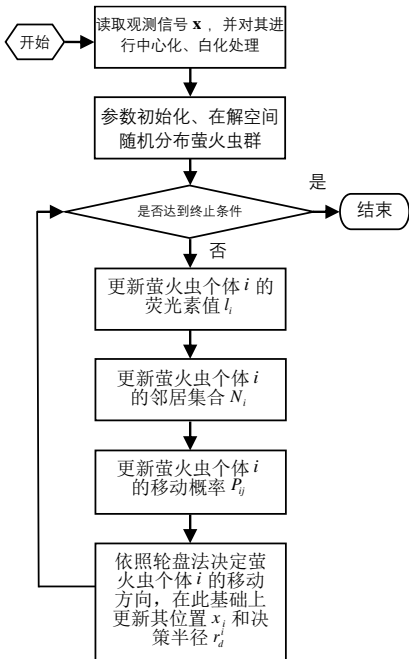 开始
读取观测信号 x ，并对其进
行中心化、白化处理
参数初始化、在解空间
随机分布萤火虫群
是否达到终止条件
是
结束
否
更新萤火虫个体 i 的
荧光素值 l_i
更新萤火虫个体 i
的邻居集合 N_i
更新萤火虫个体 i
的移动概率 P_ij
依照轮盘法决定萤
火虫个体 i 的移动
方向，在此基础上
更新其位置 x_i 和决
策半径 r_d^i